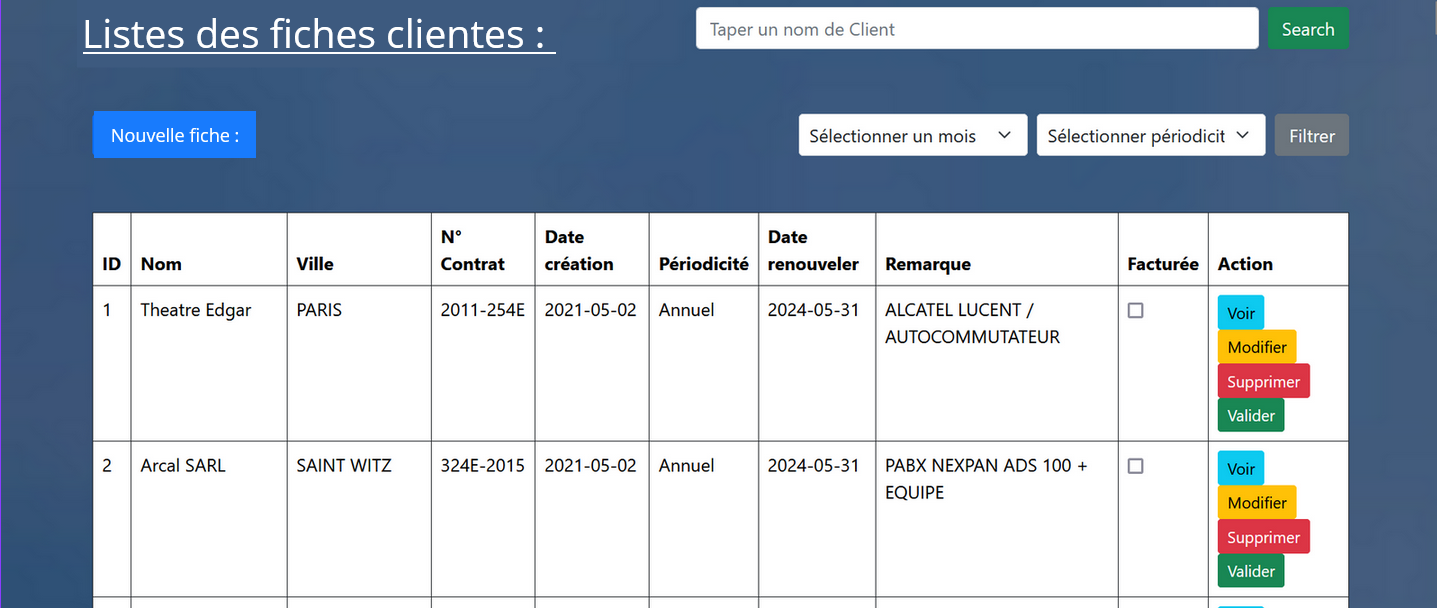 Listes des fiches clientes :
Taper un nom de Client
Search
Nouvelle fiche :
Sélectionner un mois
Sélectionner périodicit
Filtrer
ID
Nom
Ville
N°
Contrat
Date
création
Périodicité
Date
renouveler
Remarque
Facturée
Action
1
Theatre Edgar
PARIS
2011-254E
2021-05-02
Annuel
2024-05-31
ALCATEL LUCENT /
AUTOCOMMUTATEUR
Voir
Modifier
Supprimer
Valider
2
Arcal SARL
SAINT WITZ
324E-2015
2021-05-02
Annuel
2024-05-31
PABX NEXPAN ADS 100 +
EQUIPE
Voir
Modifier
Supprimer
Valider